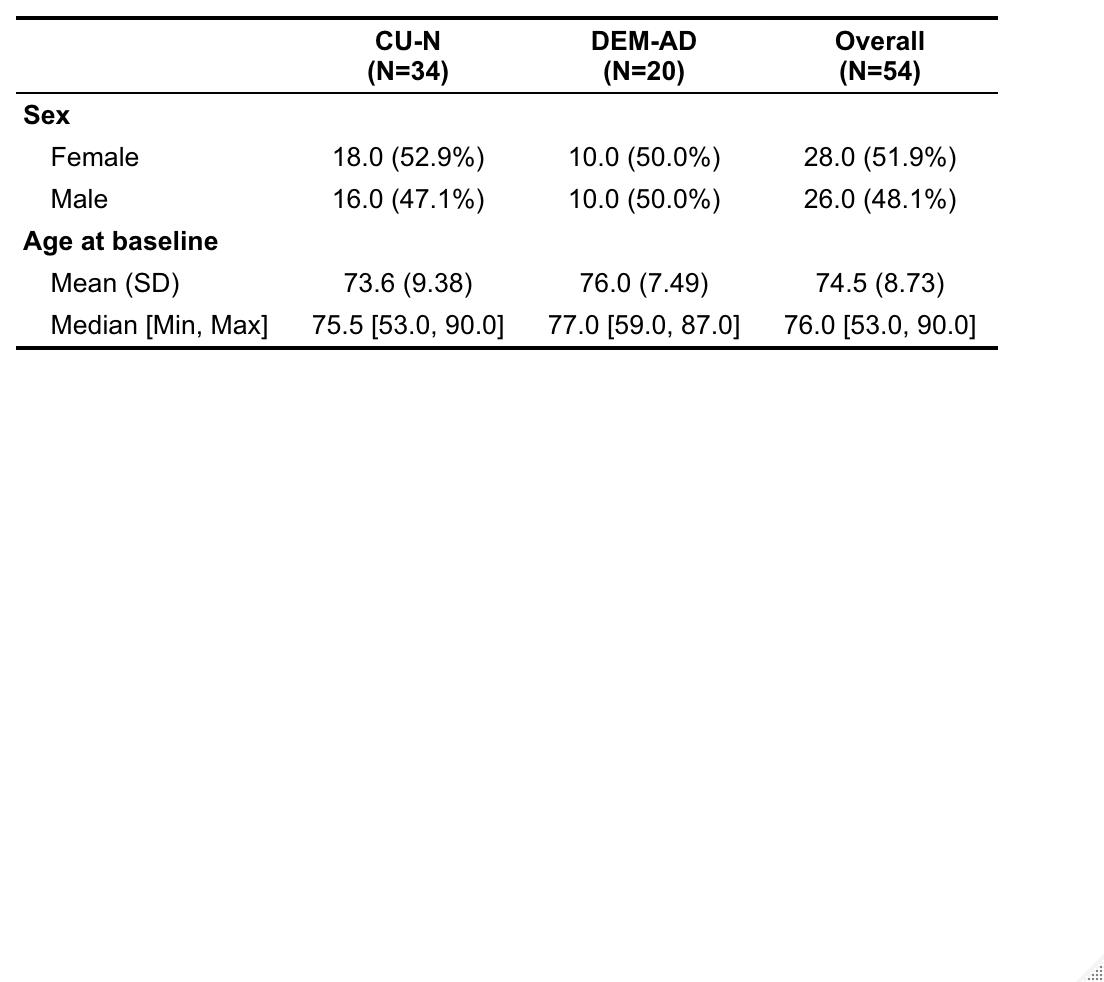 CU-N DEM-AD Overall
(N=34) (N=20) (N=54)
Sex
Female 18.0 (52.9%) 10.0 (50.0%) 28.0 (51.9%)
Male 16.0 (47.1%) 10.0 (50.0%) 26.0 (48.1%)
Age at baseline
Mean (SD) 73.6 (9.38) 76.0 (7.49) 74.5 (8.73)
Median [Min, Max] 75.5 [53.0, 90.0] 77.0 [59.0, 87.0] 76.0 [53.0, 90.0]